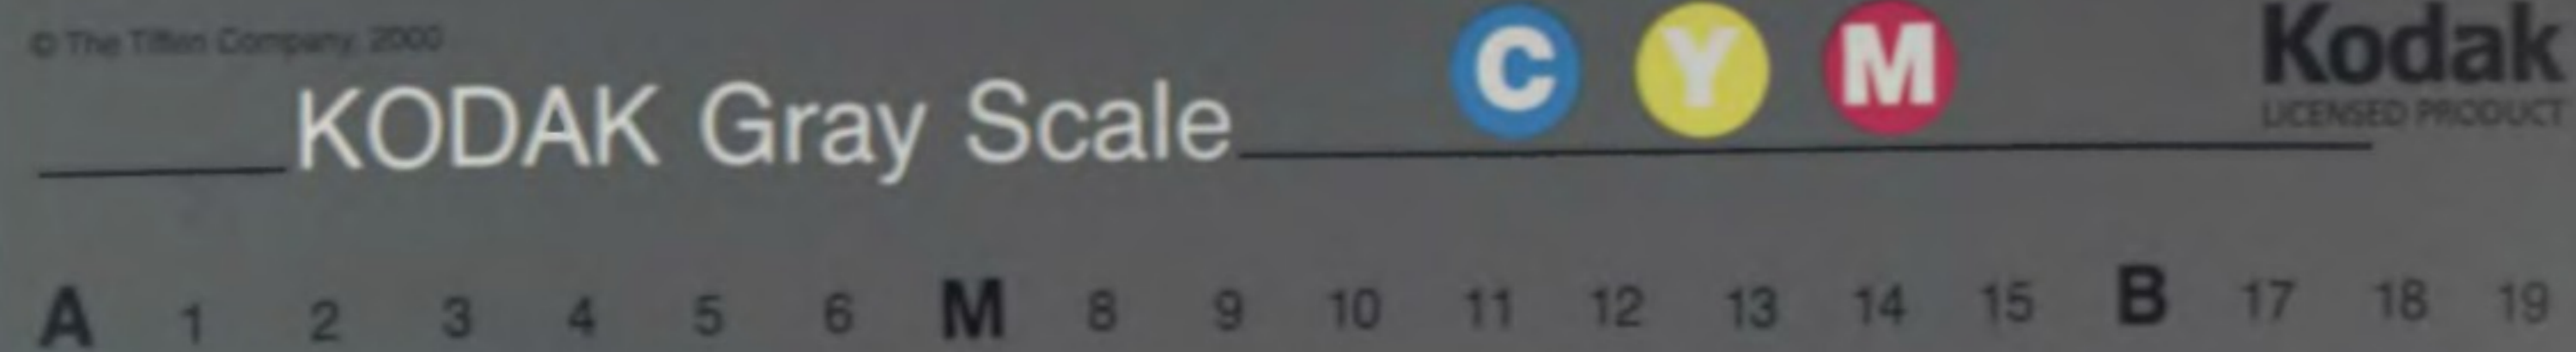 © The Tiffen Company, 2000
KODAK Gray Scale
C Y M
Kodak
LICENSED PRODUCT
A 1 2 3 4 5 6 M 8 9 10 11 12 13 14 15 B 17 18 19